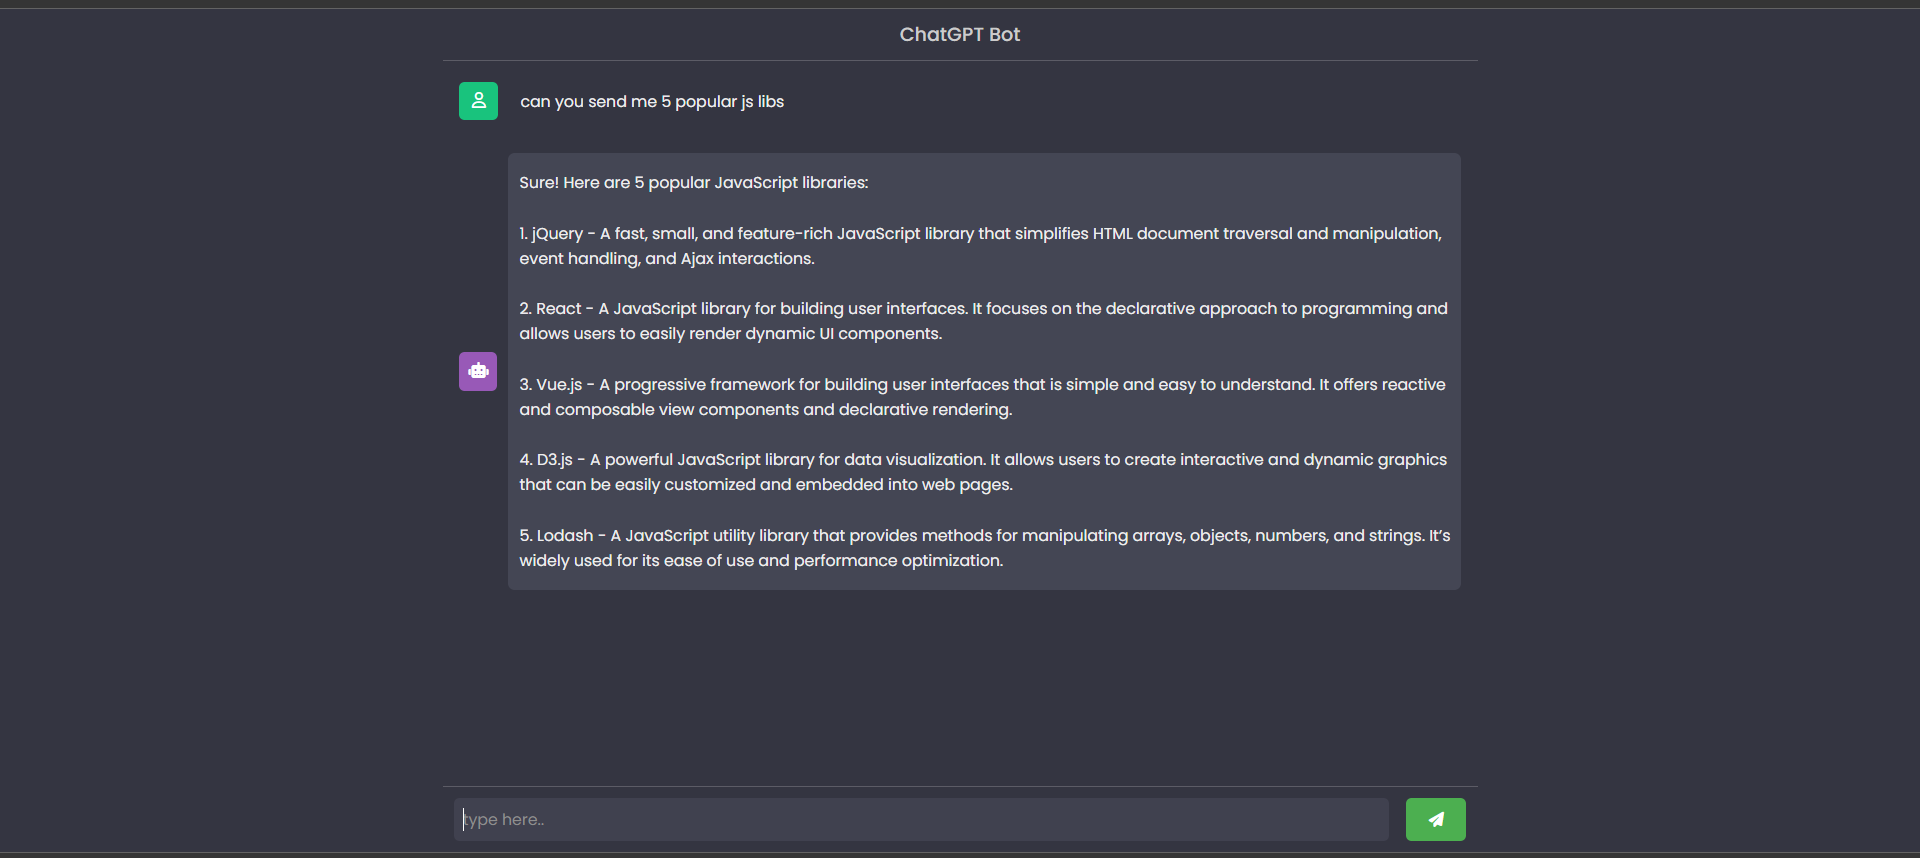 ChatGPT Bot
can you send me 5 popular js libs
Sure! Here are 5 popular JavaScript libraries:
1. jQuery - A fast, small, and feature-rich JavaScript library that simplifies HTML document traversal and manipulation,
event handling, and Ajax interactions.
2. React - A JavaScript library for building user interfaces. It focuses on the declarative approach to programming and
allows users to easily render dynamic UI components.
3. Vue.js - A progressive framework for building user interfaces that is simple and easy to understand. It offers reactive
and composable view components and declarative rendering.
4. D3.js - A powerful JavaScript library for data visualization. It allows users to create interactive and dynamic graphics
that can be easily customized and embedded into web pages.
5. Lodash - A JavaScript utility library that provides methods for manipulating arrays, objects, numbers, and strings. It’s
widely used for its ease of use and performance optimization.
type here..